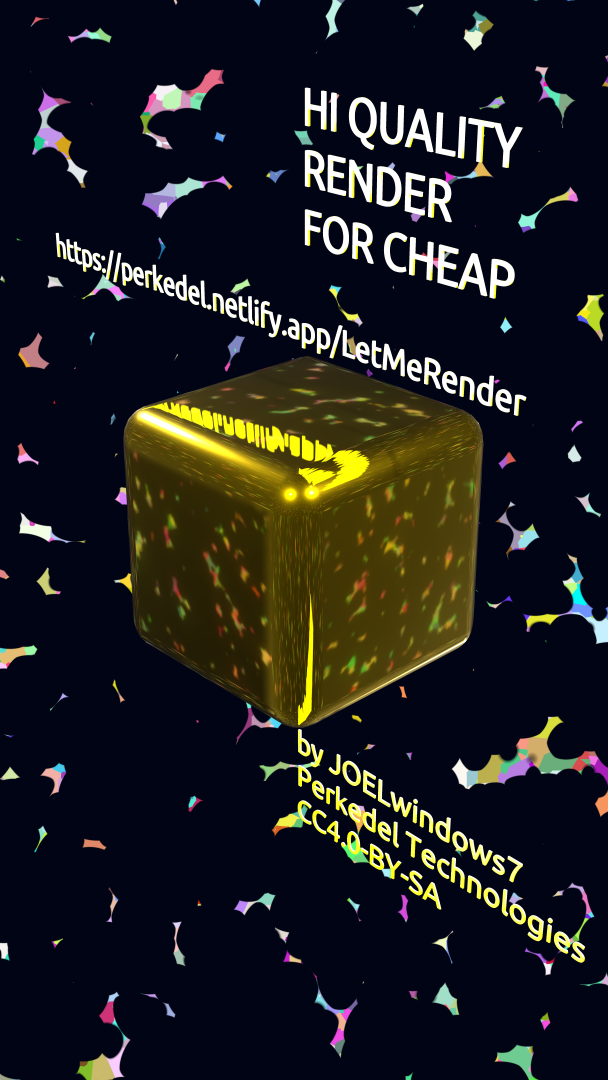 HI QUALITY
RENDER
FOR CHEAP
https://perkedel.netlify.app/LetMeRender
by JOELwindows7
Perkedel Technologies
CC4.0-BY-SA